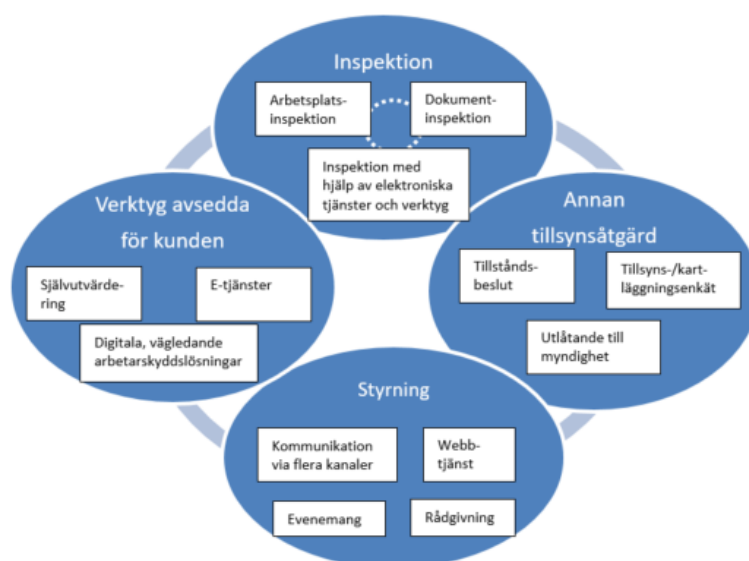 Inspektion
Arbetsplats-
inspektion
Dokument-
inspektion
Inspektion med
hjälp av elektroniska
tjänster och verktyg
Verktyg avsedda
för kunden
Självutvärde-
ring
E-tjänster
Digitala, vägledande
arbetarskyddslösningar
Annan
tillsynsåtgärd
Tillstånds-
beslut
Tillsyns-/kart-
läggningsenkät
Utlåtande till
myndighet
Styrning
Kommunikation
via flera kanaler
Webb-
tjänst
Evenemang
Rådgivning